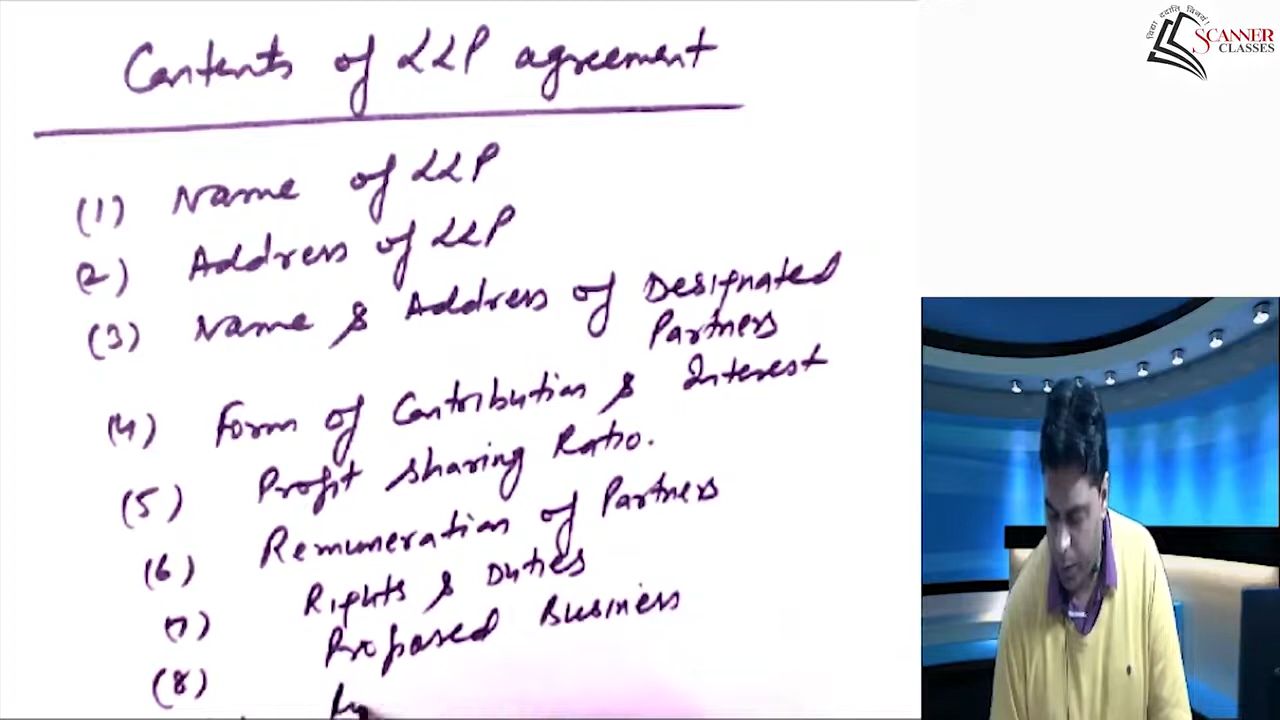 विद्या ददाति विनयं।
SCANNER
CLASSES
Contents of LLP agreement
(1) Name of LLP
(2) Address of LLP
(3) Name & Address of Designated
Partners
(4) Form of Contribution & Interest
(5) Profit Sharing Ratio.
(6) Remuneration of Partners
(7) Rights & Duties
(8) Proposed Business